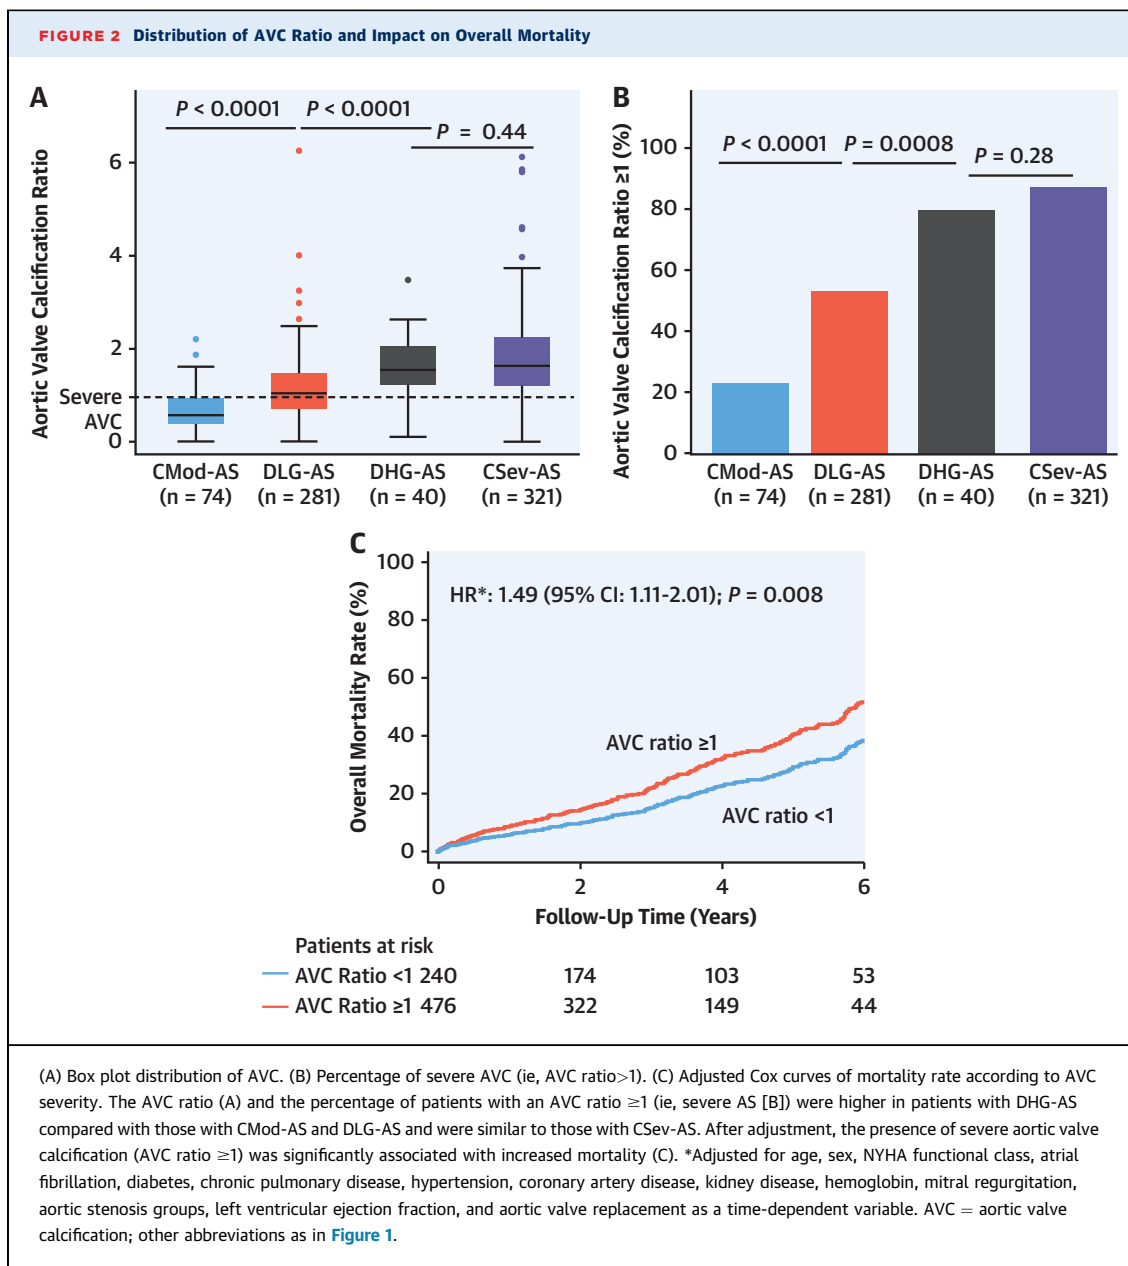 FIGURE 2 Distribution of AVC Ratio and Impact on Overall Mortality
A
Aortic Valve Calcification Ratio
P < 0.0001
P < 0.0001
P = 0.44
6
4
2
Severe
AVC
0
CMod-AS DLG-AS DHG-AS CSev-AS
(n = 74) (n = 281) (n = 40) (n = 321)
B
Aortic Valve Calcification Ratio ≥1 (%)
P < 0.0001
P = 0.0008
P = 0.28
100
80
60
40
20
0
CMod-AS DLG-AS DHG-AS CSev-AS
(n = 74) (n = 281) (n = 40) (n = 321)
C
Overall Mortality Rate (%)
100
80
60
40
20
0
HR*: 1.49 (95% CI: 1.11-2.01); P = 0.008
AVC ratio ≥1
AVC ratio <1
0 2 4 6
Follow-Up Time (Years)
Patients at risk
AVC Ratio <1 240 174 103 53
AVC Ratio ≥1 476 322 149 44
(A) Box plot distribution of AVC. (B) Percentage of severe AVC (ie, AVC ratio>1). (C) Adjusted Cox curves of mortality rate according to AVC
severity. The AVC ratio (A) and the percentage of patients with an AVC ratio ≥1 (ie, severe AS [B]) were higher in patients with DHG-AS
compared with those with CMod-AS and DLG-AS and were similar to those with CSev-AS. After adjustment, the presence of severe aortic valve
calcification (AVC ratio ≥1) was significantly associated with increased mortality (C). *Adjusted for age, sex, NYHA functional class, atrial
fibrillation, diabetes, chronic pulmonary disease, hypertension, coronary artery disease, kidney disease, hemoglobin, mitral regurgitation,
aortic stenosis groups, left ventricular ejection fraction, and aortic valve replacement as a time-dependent variable. AVC = aortic valve
calcification; other abbreviations as in Figure 1.